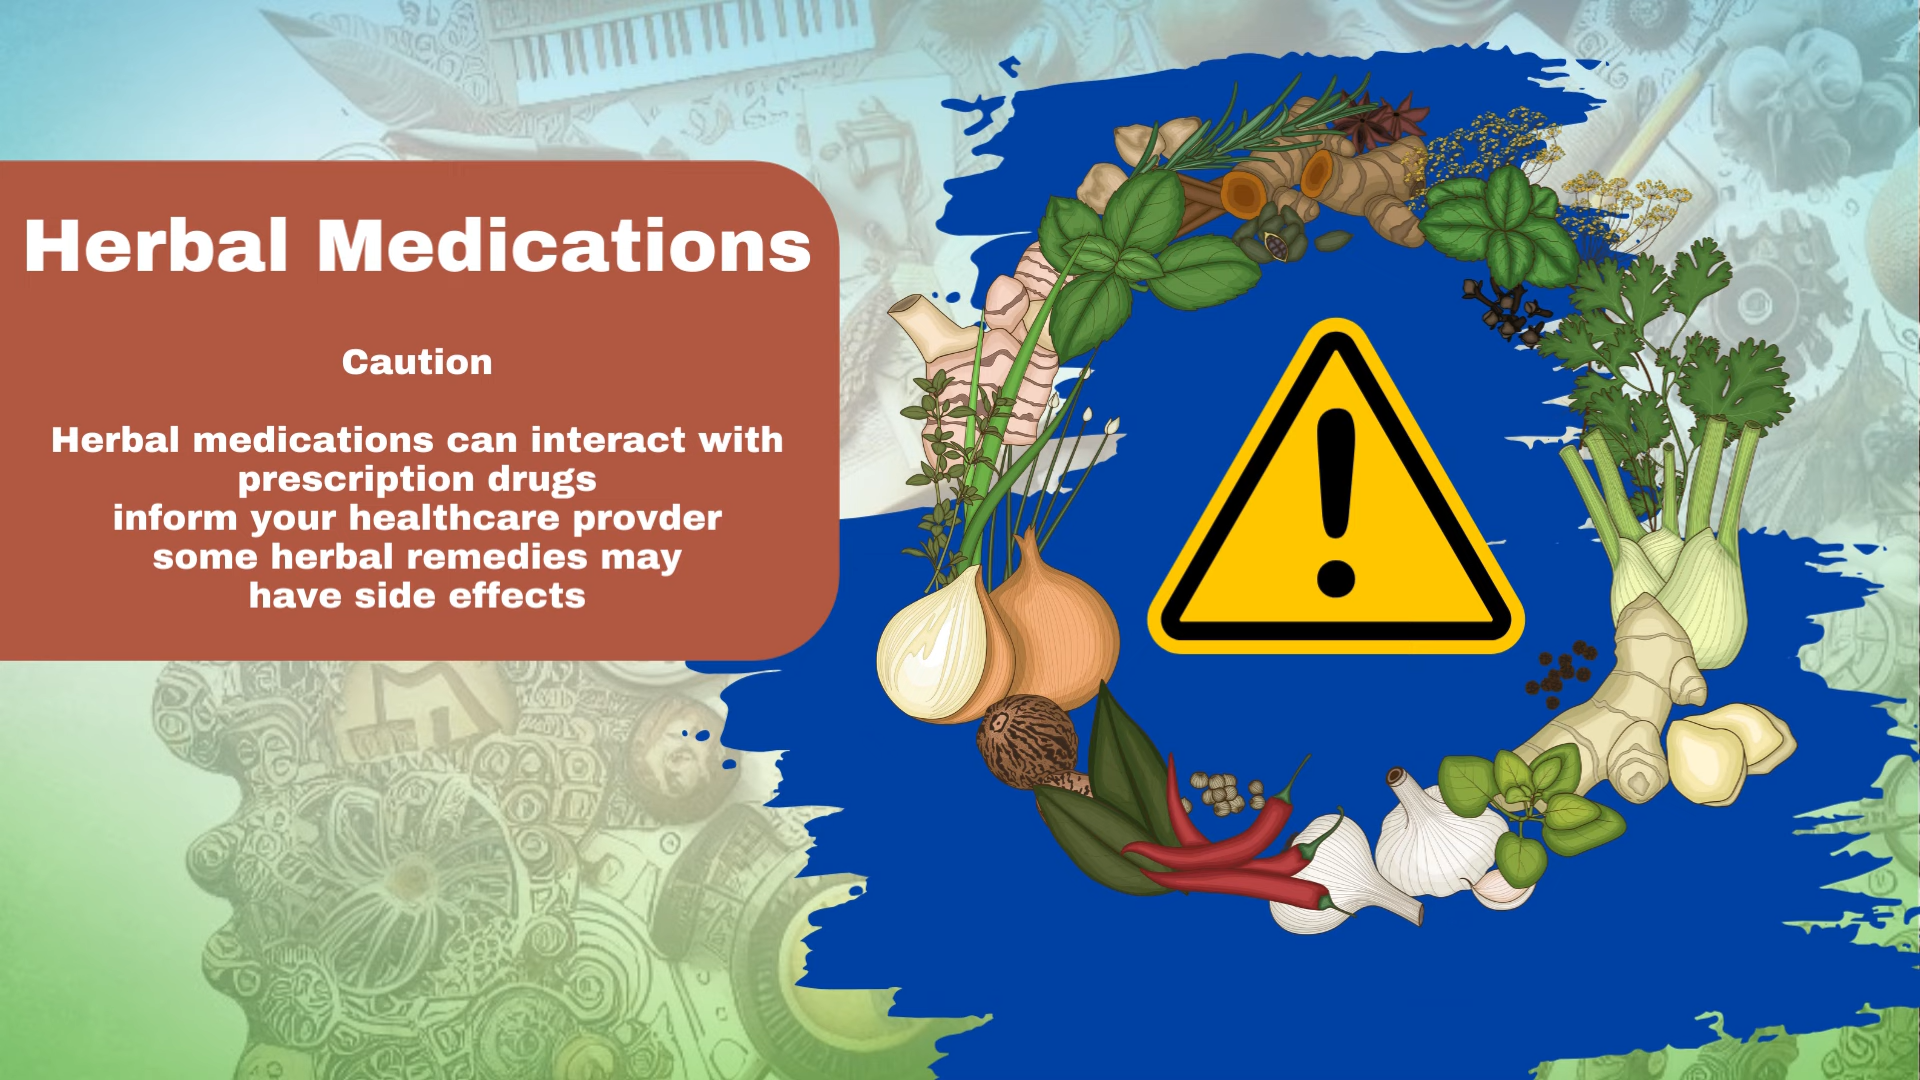 Herbal Medications
Caution
Herbal medications can interact with
prescription drugs
inform your healthcare provder
some herbal remedies may
have side effects